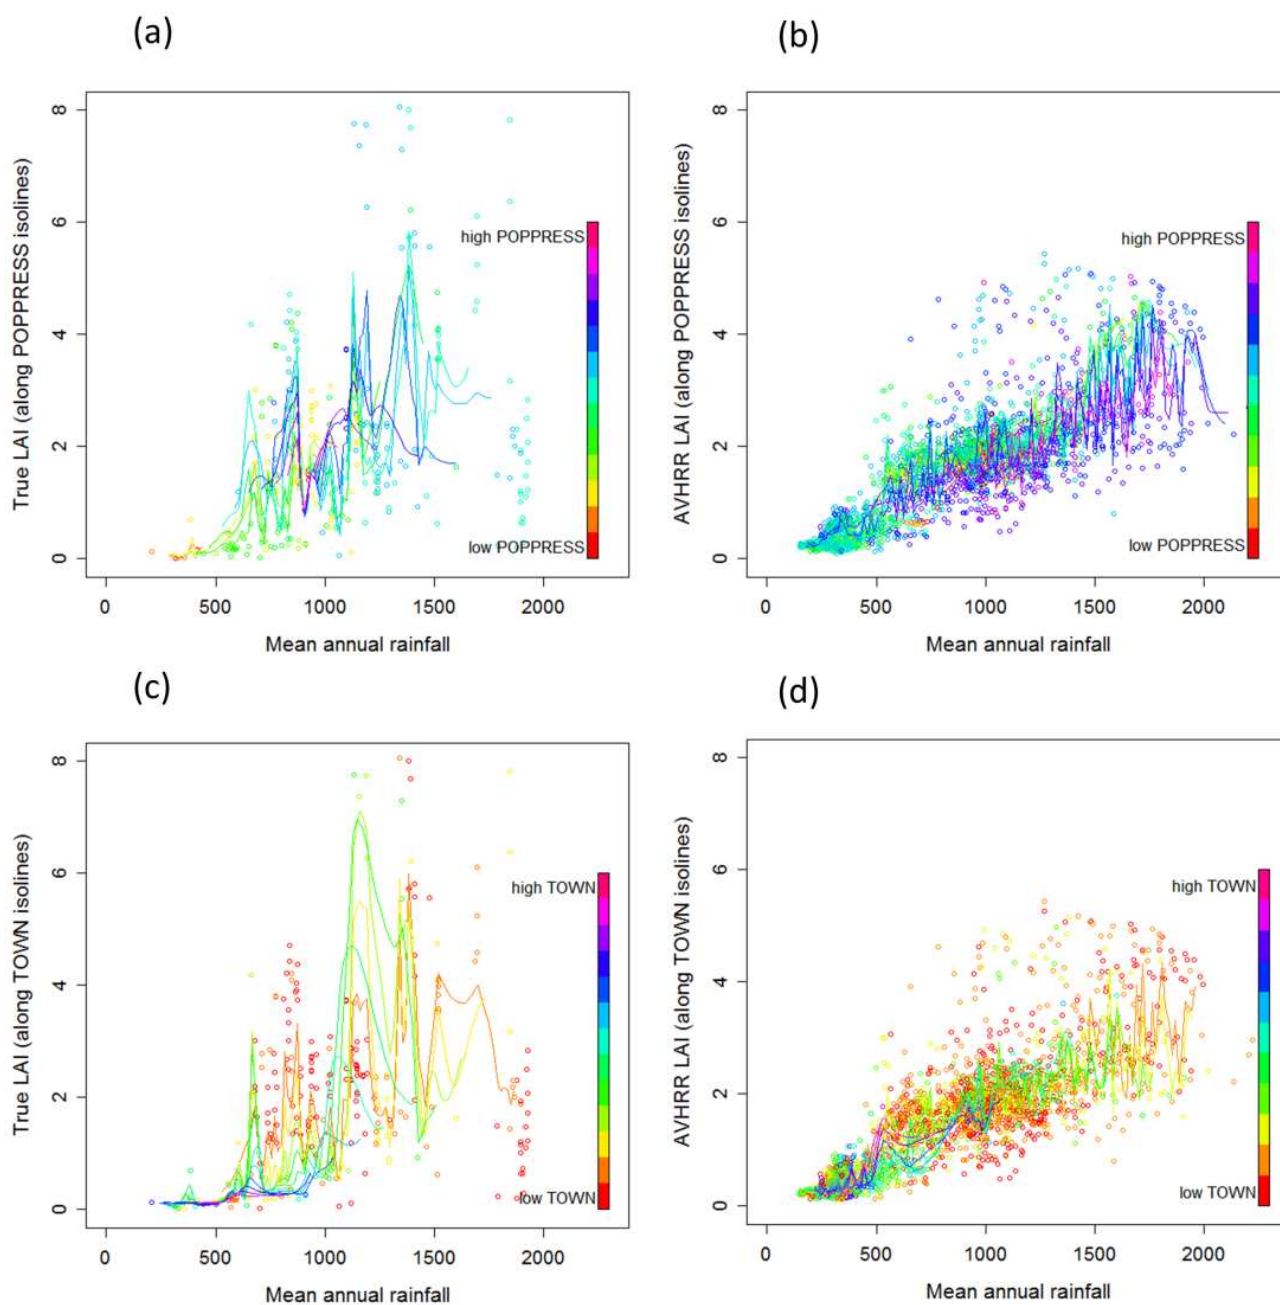 (a)
True LAI (along POPPRESS isolines)
8
6
4
2
0
high POPPRESS
low POPPRESS
0 500 1000 1500 2000
Mean annual rainfall
(b)
AVHRR LAI (along POPPRESS isolines)
8
6
4
2
0
high POPPRESS
low POPPRESS
0 500 1000 1500 2000
Mean annual rainfall
(c)
True LAI (along TOWN isolines)
8
6
4
2
0
high TOWN
low TOWN
0 500 1000 1500 2000
Mean annual rainfall
(d)
AVHRR LAI (along TOWN isolines)
8
6
4
2
0
high TOWN
low TOWN
0 500 1000 1500 2000
Mean annual rainfall